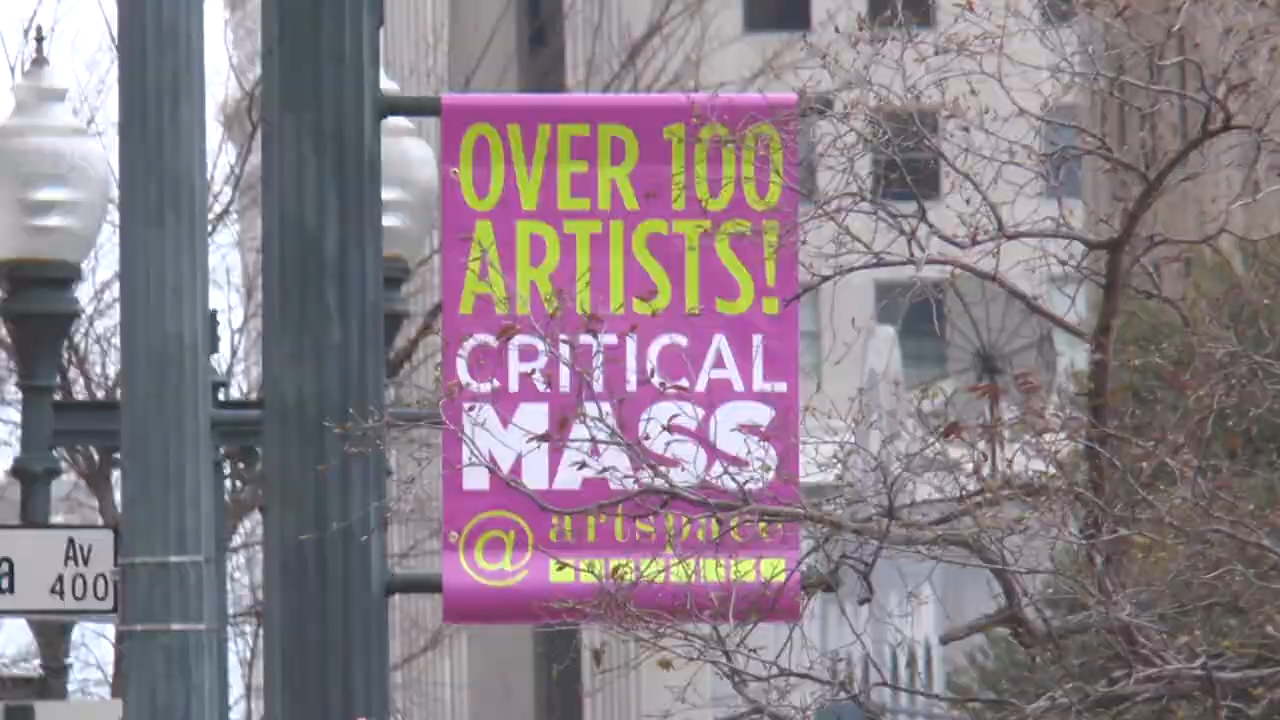 OVER 100
ARTISTS!
CRITICAL
MASS
@ artspace
a Av
400